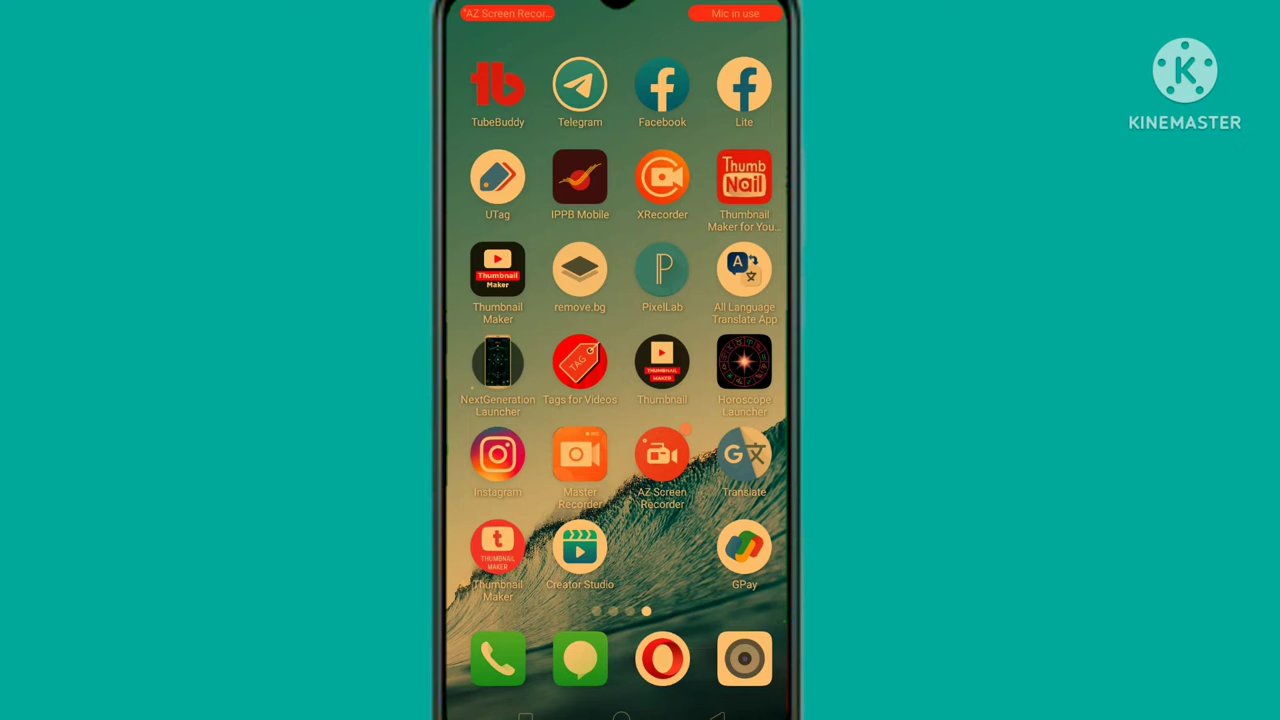 "AZ Screen Recor...
Mic in use
KINEMASTER
TubeBuddy
Telegram
Facebook
Lite
UTag
IPPB Mobile
XRecorder
Thumb
Nail
Thumbnail
Maker for You...
Thumbnail
Maker
Thumbnail
Maker
remove.bg
PixelLab
All Language
Translate App
NextGeneration
Launcher
TAG
Tags for Videos
THUMBNAIL
MAKER
Thumbnail
Horoscope
Launcher
Instagram
Master
Recorder
AZ Screen
Recorder
Translate
THUMBNAIL
MAKER
Thumbnail
Maker
Creator Studio
GPay